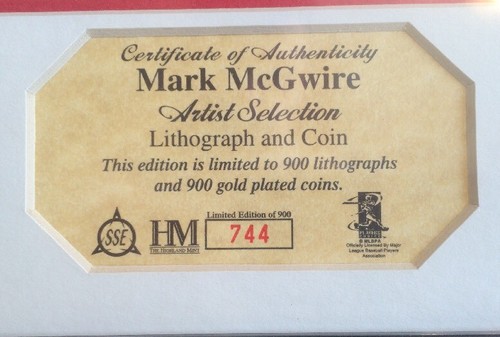 Certificate of Authenticity
Mark McGwire
Artist Selection
Lithograph and Coin
This edition is limited to 900 lithographs
and 900 gold plated coins.
SSE
HM
THE HIGHLAND MINT
Limited Edition of 900
744
© MLBPA
Officially Licensed By Major
League Baseball Players
Association